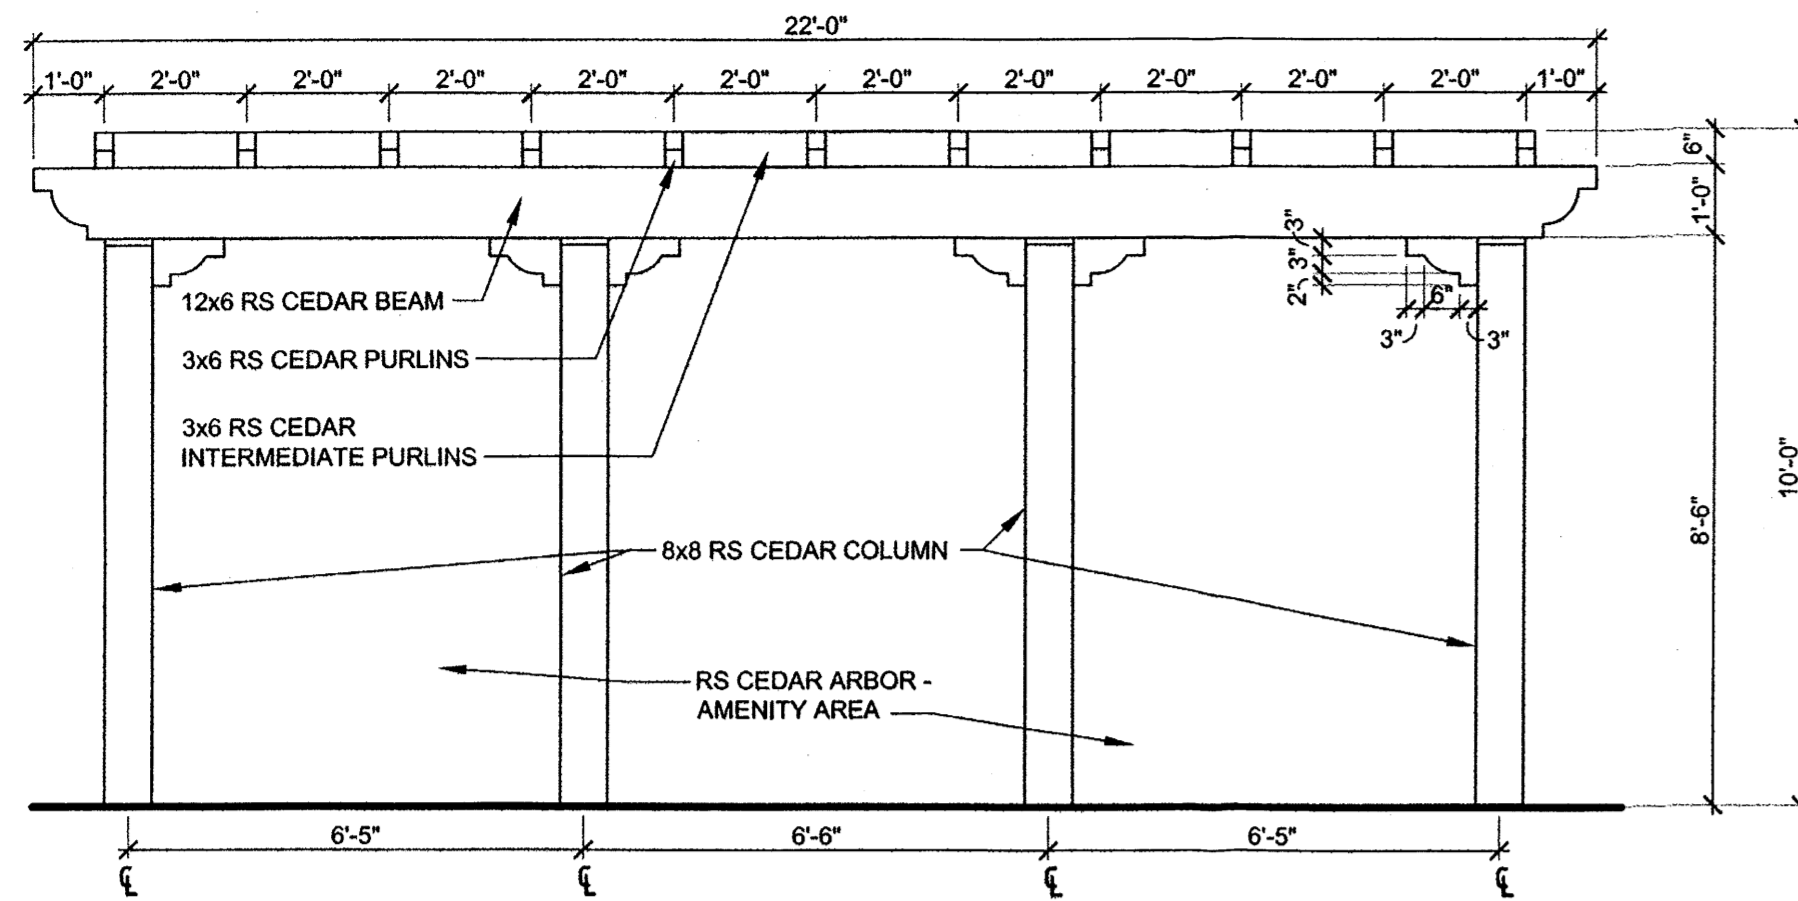 22'-0"
1'-0" 2'-0" 2'-0" 2'-0" 2'-0" 2'-0" 2'-0" 2'-0" 2'-0" 2'-0" 2'-0" 1'-0"
6"
1'-0"
3"
3"
2"
6"
3"
3"
12x6 RS CEDAR BEAM
3x6 RS CEDAR PURLINS
3x6 RS CEDAR
INTERMEDIATE PURLINS
10'-0"
8'-6"
8x8 RS CEDAR COLUMN
RS CEDAR ARBOR -
AMENITY AREA
6'-5" 6'-6" 6'-5"
℄ ℄ ℄ ℄